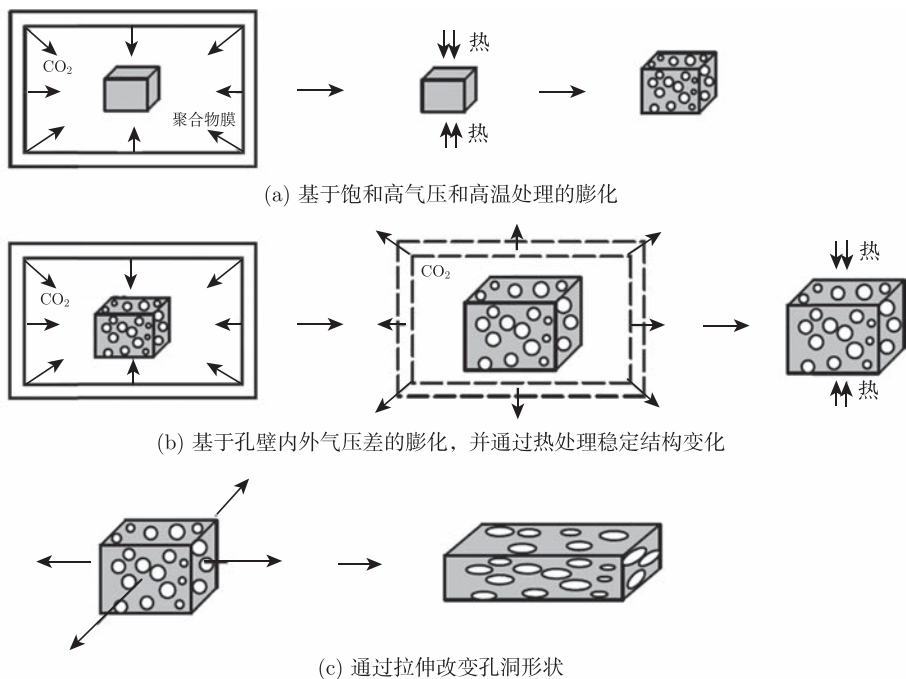 CO₂
聚合物膜
热
热
(a) 基于饱和高气压和高温处理的膨化
CO₂
CO₂
热
热
(b) 基于孔壁内外气压差的膨化，并通过热处理稳定结构变化
(c) 通过拉伸改变孔洞形状